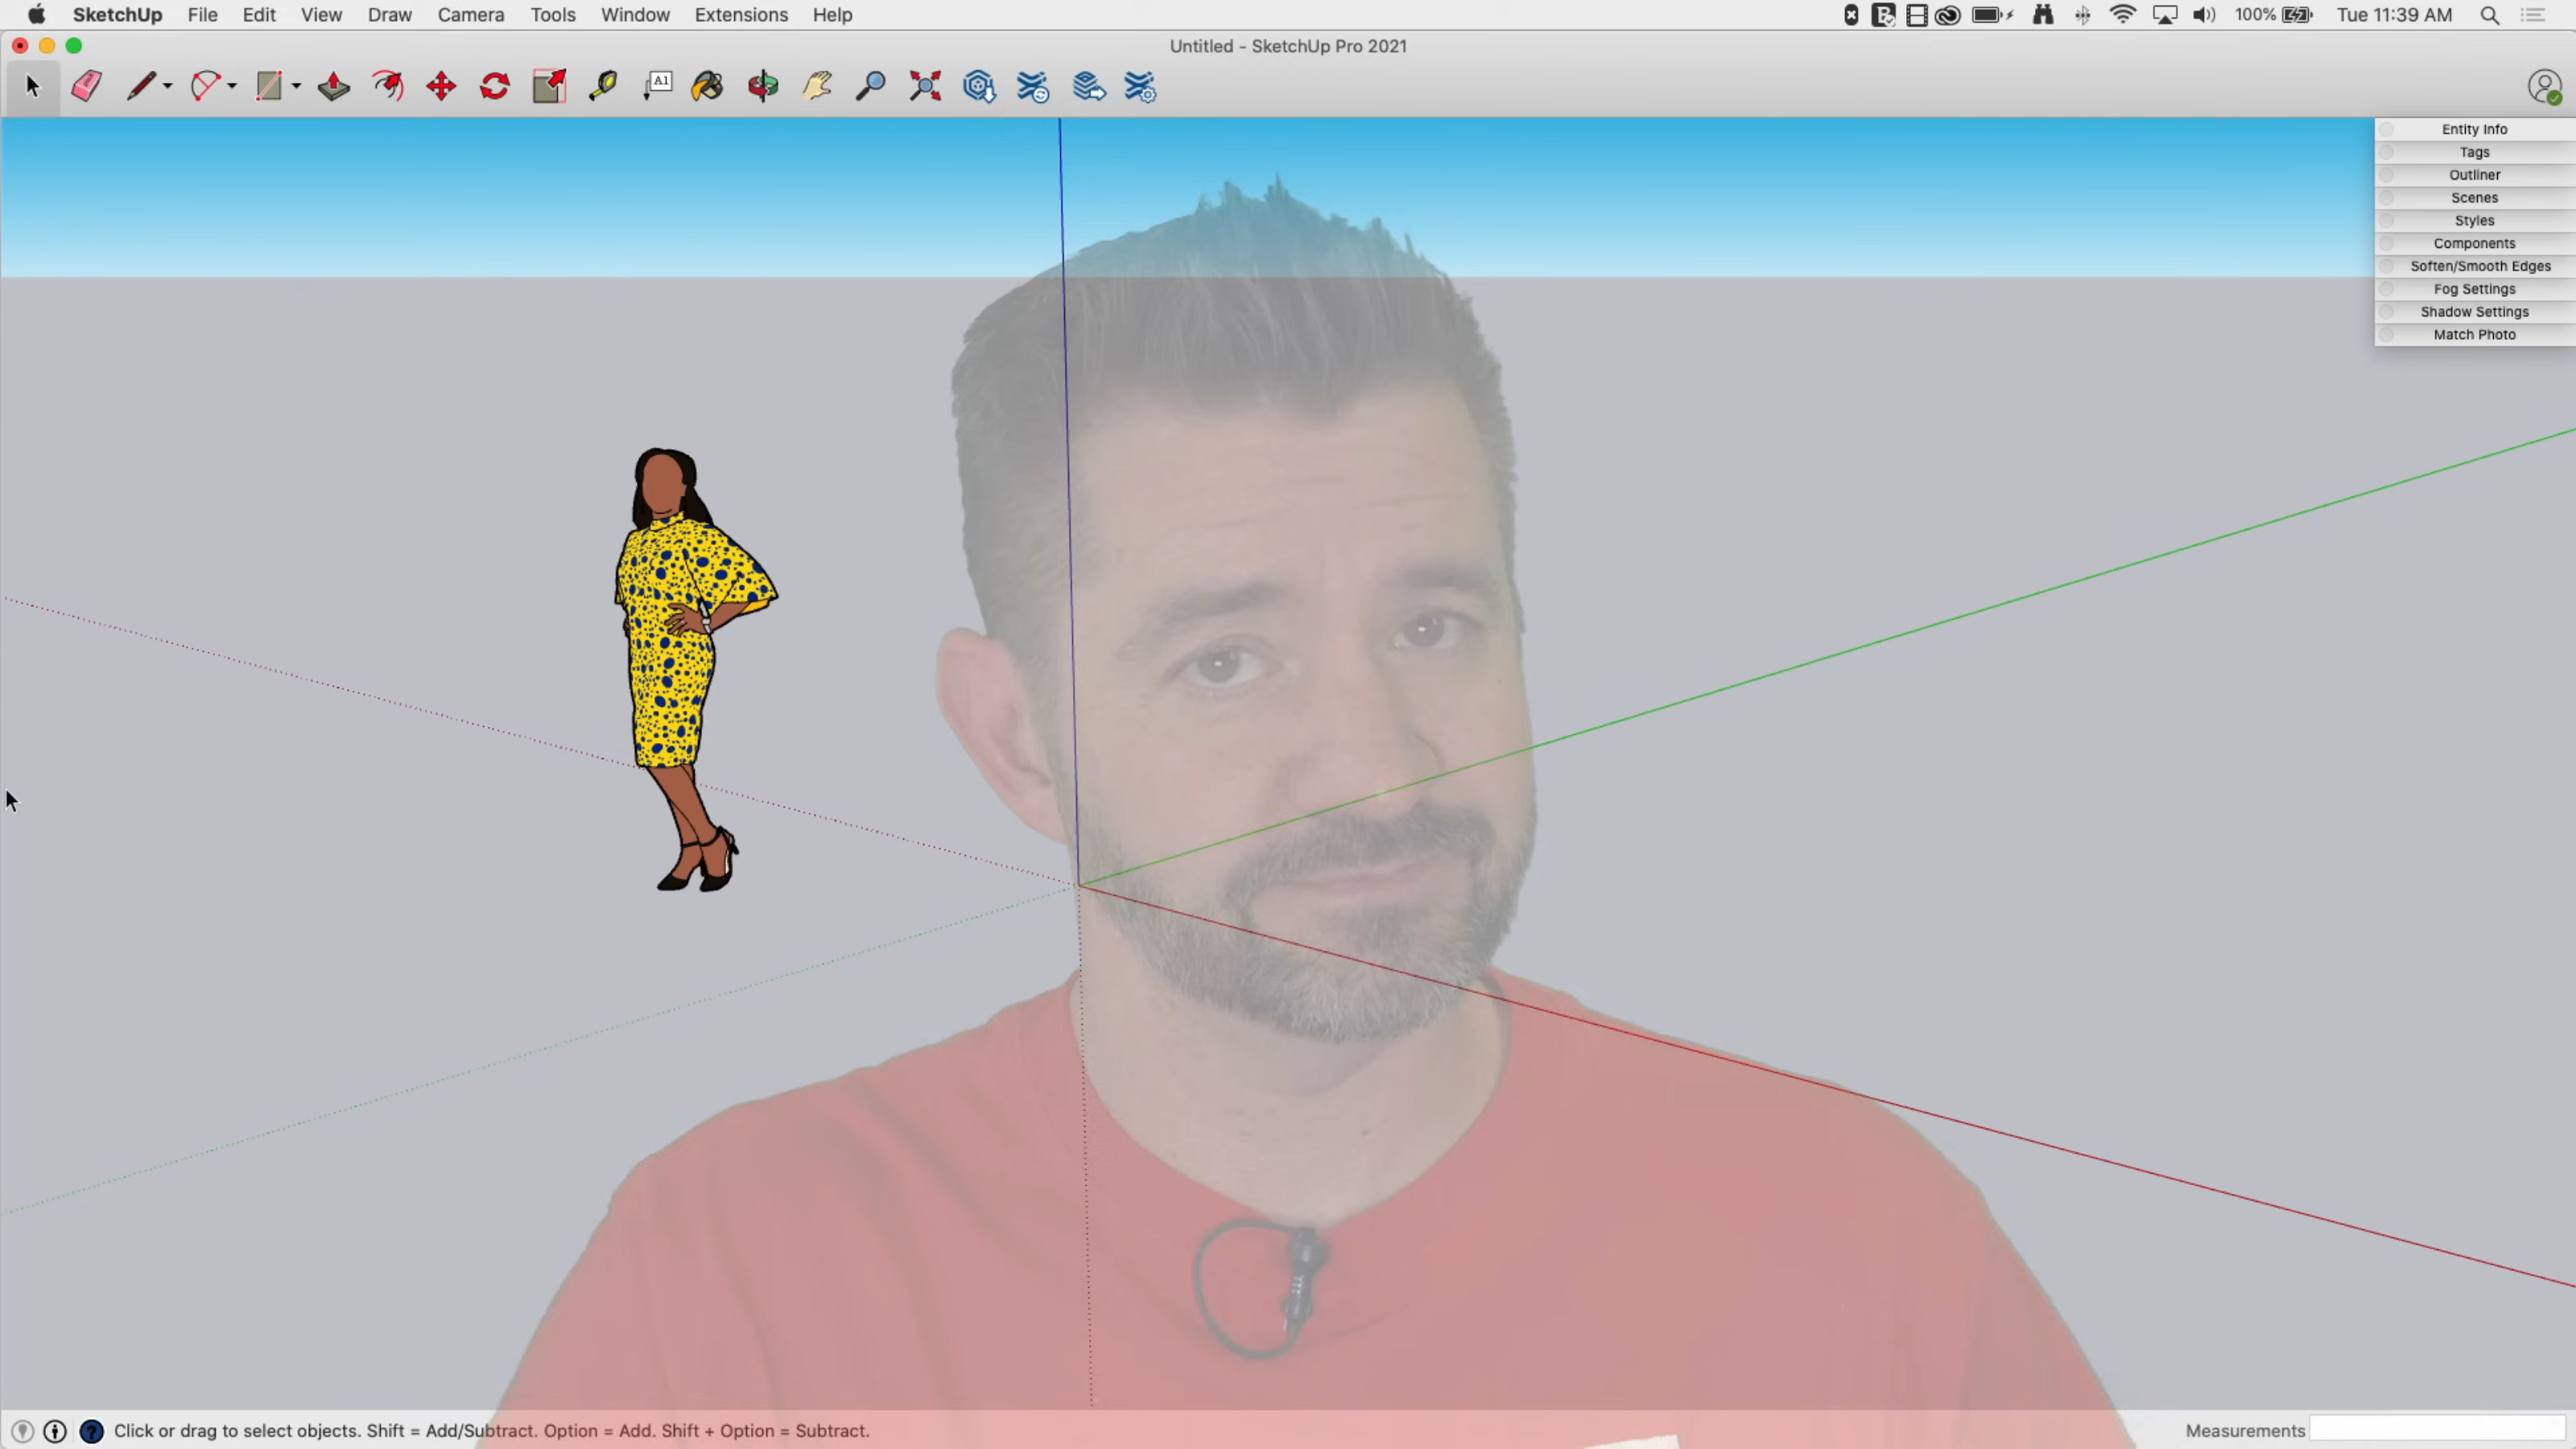 SketchUp File Edit View Draw Camera Tools Window Extensions Help 100% Tue 11:39 AM
Untitled - SketchUp Pro 2021
A1
Entity Info
Tags
Outliner
Scenes
Styles
Components
Soften/Smooth Edges
Fog Settings
Shadow Settings
Match Photo
Click or drag to select objects. Shift = Add/Subtract. Option = Add. Shift + Option = Subtract. Measurements